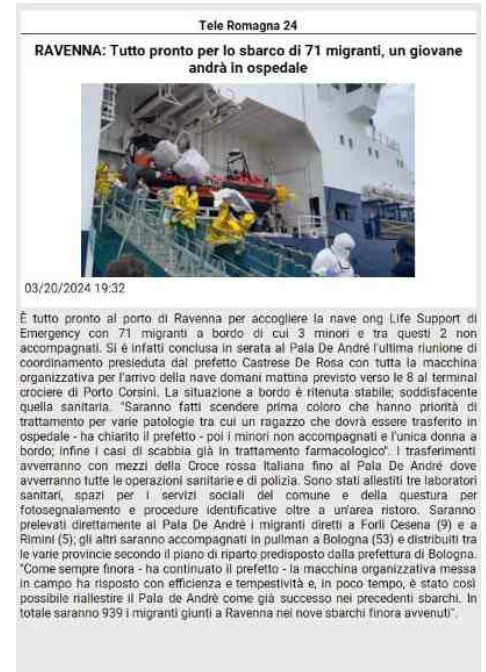 Tele Romagna 24
RAVENNA: Tutto pronto per lo sbarco di 71 migranti, un giovane
andrà in ospedale
03/20/2024 19:32
È tutto pronto al porto di Ravenna per accogliere la nave ong Life Support di
Emergency con 71 migranti a bordo di cui 3 minori e tra questi 2 non
accompagnati. Si è infatti conclusa in serata al Pala De André l'ultima riunione di
coordinamento presieduta dal prefetto Castrese De Rosa con tutta la macchina
organizzativa per l'arrivo della nave domani mattina previsto verso le 8 al terminal
crociere di Porto Corsini. La situazione a bordo è ritenuta stabile; soddisfacente
quella sanitaria. "Saranno fatti scendere prima coloro che hanno priorità di
trattamento per varie patologie tra cui un ragazzo che dovrà essere trasferito in
ospedale - ha chiarito il prefetto - poi i minori non accompagnati e l'unica donna a
bordo; infine i casi di scabbia già in trattamento farmacologico". I trasferimenti
avverranno con mezzi della Croce rossa Italiana fino al Pala De André dove
avverranno tutte le operazioni sanitarie e di polizia. Sono stati allestiti tre laboratori
sanitari, spazi per i servizi sociali del comune e della questura per
fotosegnalamento e procedure identificative oltre a un'area ristoro. Saranno
prelevati direttamente al Pala De Andrè i migranti diretti a Forlì Cesena (9) e a
Rimini (5); gli altri saranno accompagnati in pullman a Bologna (53) e distribuiti tra
le varie provincie secondo il piano di riparto predisposto dalla prefettura di Bologna.
"Come sempre finora - ha continuato il prefetto - la macchina organizzativa messa
in campo ha risposto con efficienza e tempestività e, in poco tempo, è stato così
possibile riallestire il Pala de Andrè come già successo nei precedenti sbarchi. In
totale saranno 939 i migranti giunti a Ravenna nei nove sbarchi finora avvenuti".